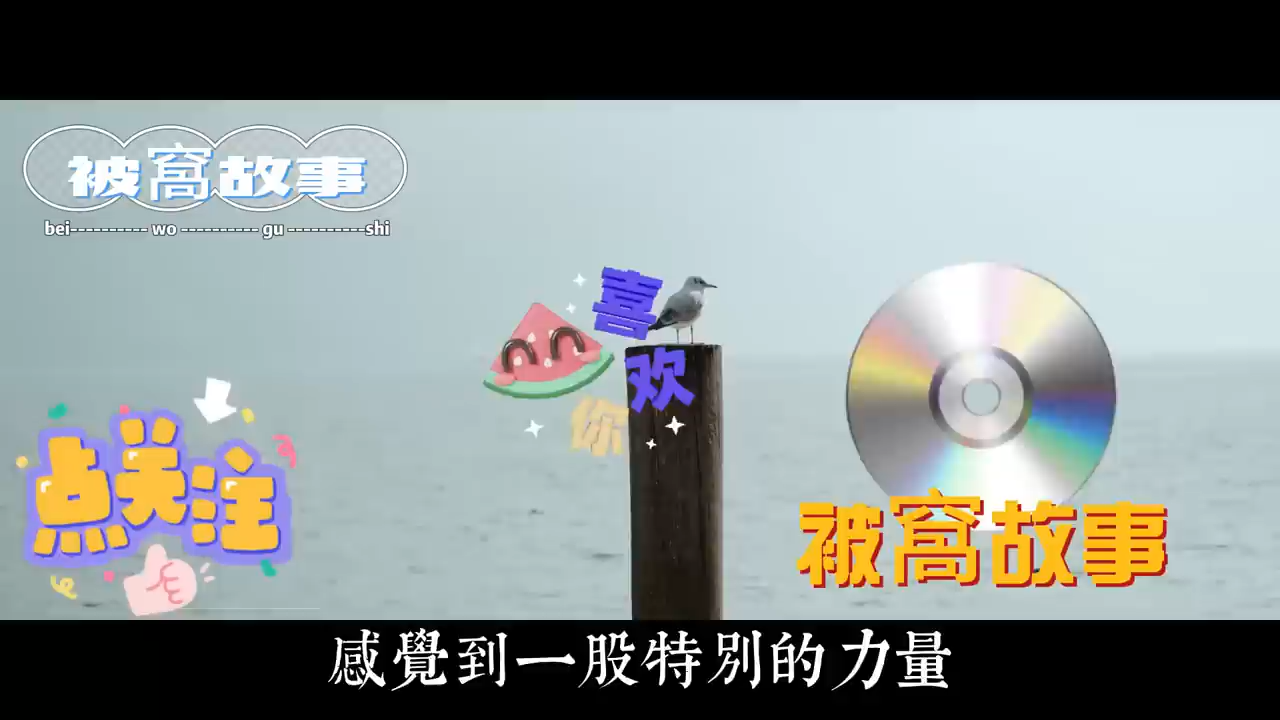 被窩故事
bei---------- wo ---------- gu ----------shi
喜
欢
你
点关注
被窩故事
感覺到一股特別的力量